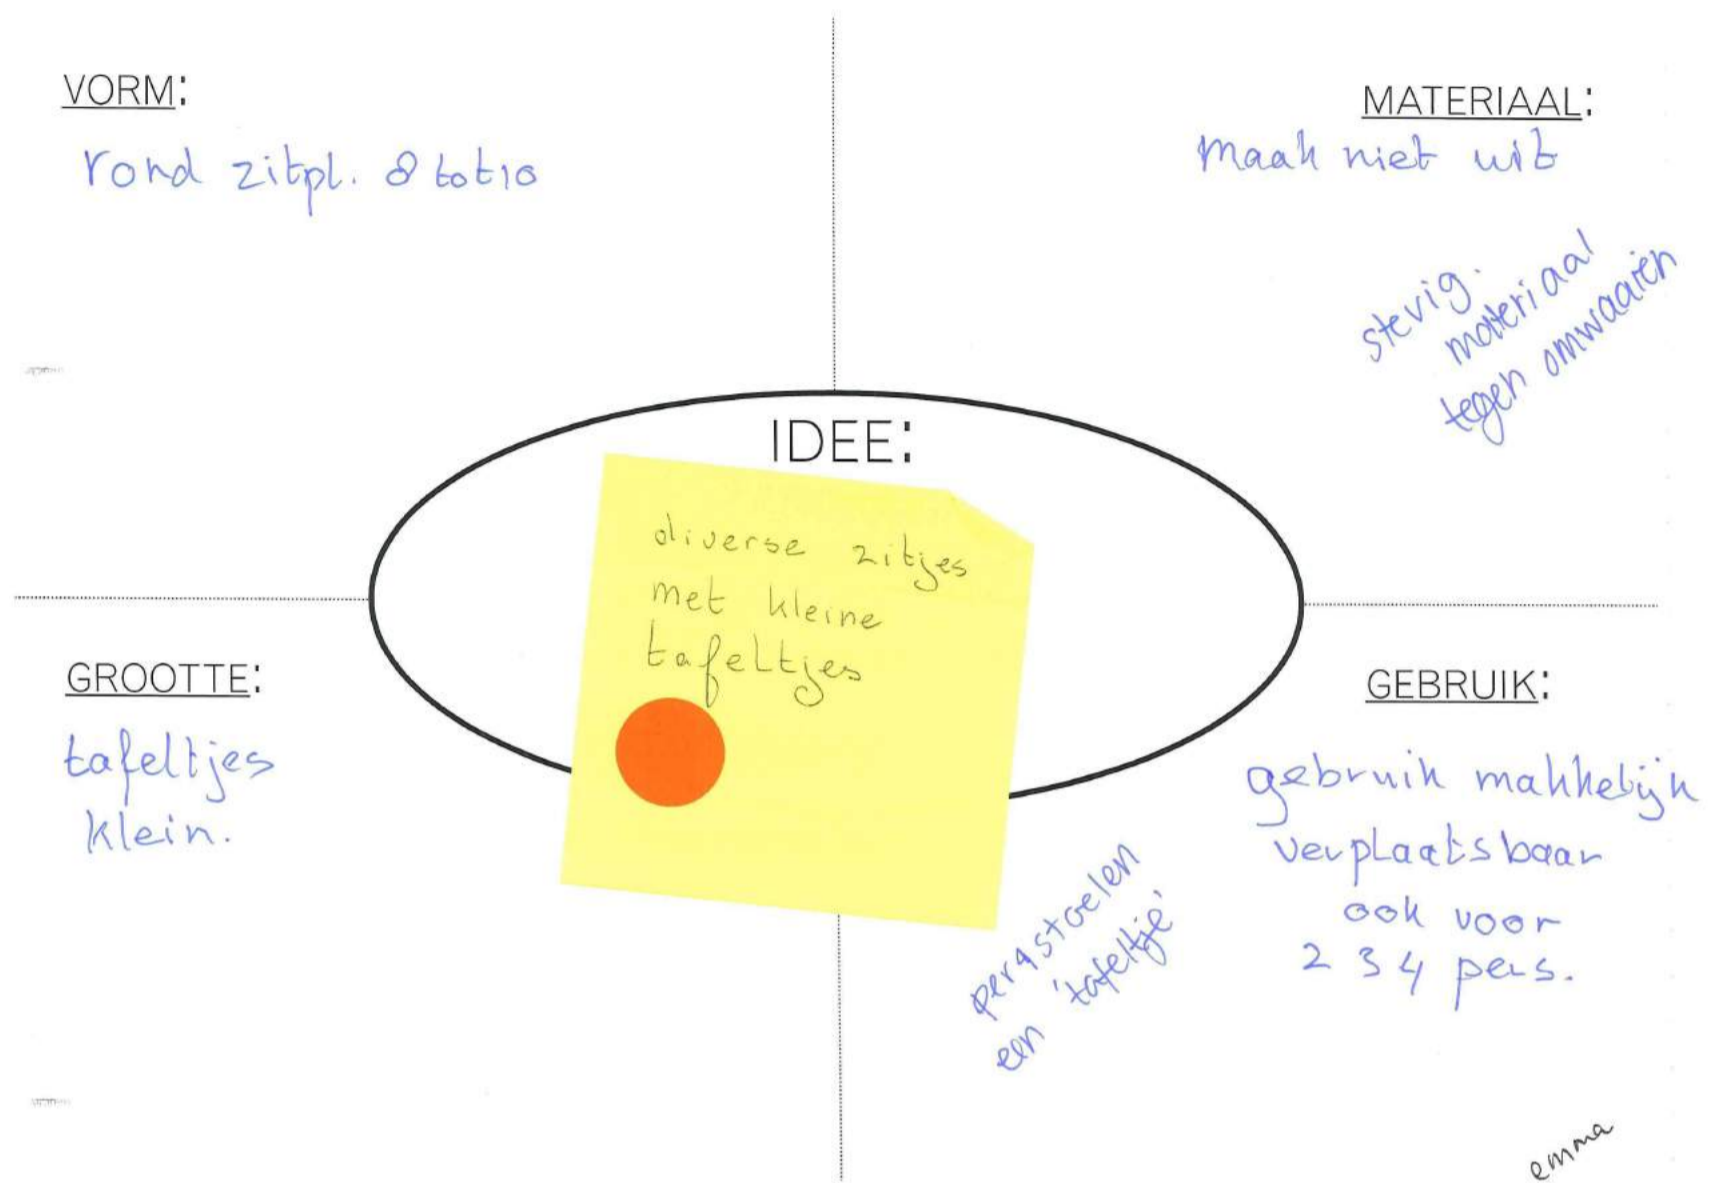 VORM:
rond zitpl. 8 tot 10
MATERIAAL:
maak niet uit
stevig.
materiaal
tegen omwaaien
IDEE:
diverse zitjes
met kleine
tafeltjes
GROOTTE:
tafeltjes
klein.
GEBRUIK:
gebruik makkelijk
verplaatsbaar
ook voor
2 3 4 pers.
per 4 stoelen
een 'tafeltje'
emma